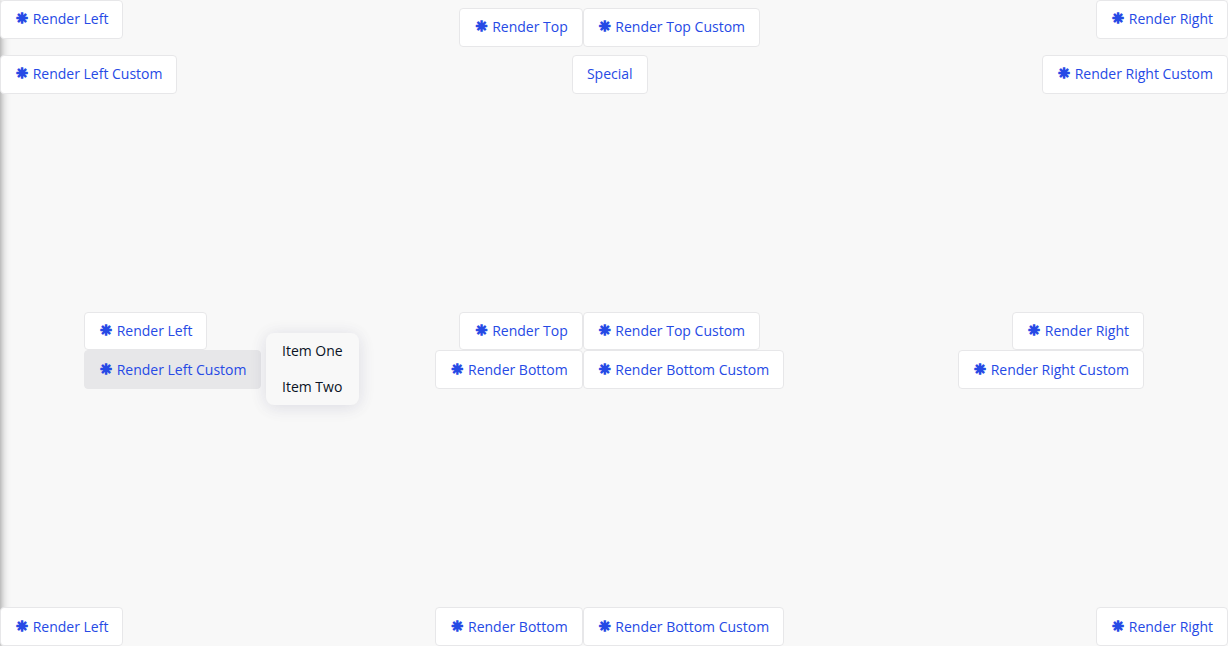 Render Left
Render Top
Render Top Custom
Render Right
Render Left Custom
Special
Render Right Custom
Render Left
Render Top
Render Top Custom
Render Right
Item One
Render Left Custom
Render Bottom
Render Bottom Custom
Render Right Custom
Item Two
Render Left
Render Bottom
Render Bottom Custom
Render Right